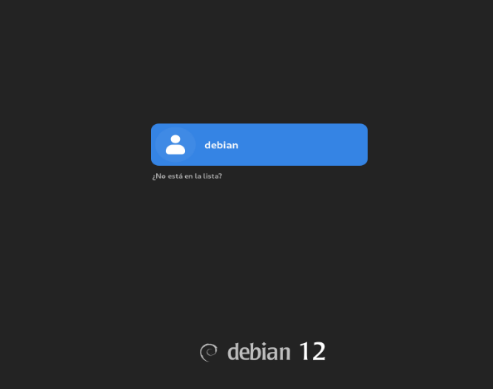 debian
¿No está en la lista?
debian 12